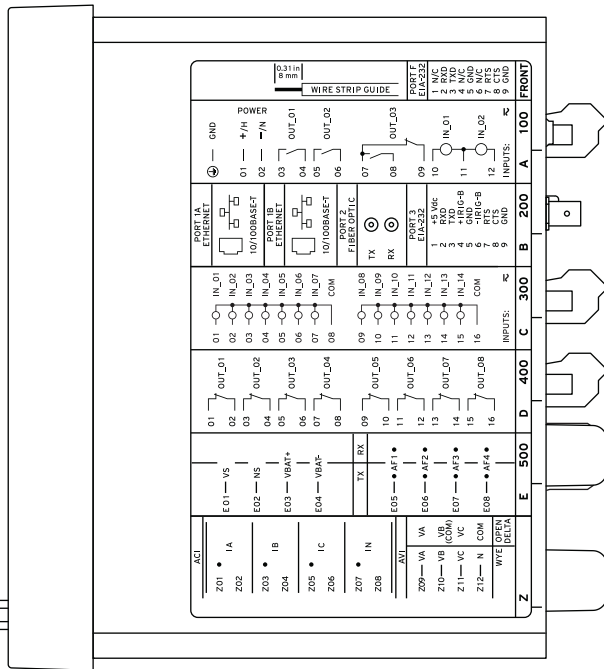 ACI
Z01 • IA
Z02
Z03 • IB
Z04
Z05 • IC
Z06
Z07 • IN
Z08
AVI
Z09 — VA VA
Z10 — VB VB
(COM)
Z11 — VC VC
Z12 — N COM
WYE OPEN
DELTA
Z
E01 — VS
E02 — NS
E03 — VBAT+
E04 — VBAT-
TX RX
E05 — • AF1 •
E06 — • AF2 •
E07 — • AF3 •
E08 — • AF4 •
E 500
01
OUT_01
02
03
OUT_02
04
05
OUT_03
06
07
OUT_04
08
09
OUT_05
10
11
OUT_06
12
13
OUT_07
14
15
OUT_08
16
D 400
01 IN_01
02 IN_02
03 IN_03
04 IN_04
05 IN_05
06 IN_06
07 IN_07
08 COM
09 IN_08
10 IN_09
11 IN_10
12 IN_11
13 IN_12
14 IN_13
15 IN_14
16 COM
INPUTS:
C 300
PORT 1A
ETHERNET
10/100BASE-T
PORT 1B
ETHERNET
10/100BASE-T
PORT 2
FIBER OPTIC
TX
RX
PORT 3
EIA-232
1 +5 Vdc
2 RXD
3 TXD
4 +IRIG-B
5 GND
6 -IRIG-B
7 RTS
8 CTS
9 GND
B 200
GND
POWER
01 — +/H
02 — -/N
03
OUT_01
04
05
OUT_02
06
07
08
OUT_03
09
10
IN_01
11
IN_02
12
INPUTS:
A 100
0.31 in
8 mm
WIRE STRIP GUIDE
PORT F
EIA-232
1 N/C
2 RXD
3 TXD
4 N/C
5 GND
6 N/C
7 RTS
8 CTS
9 GND
FRONT